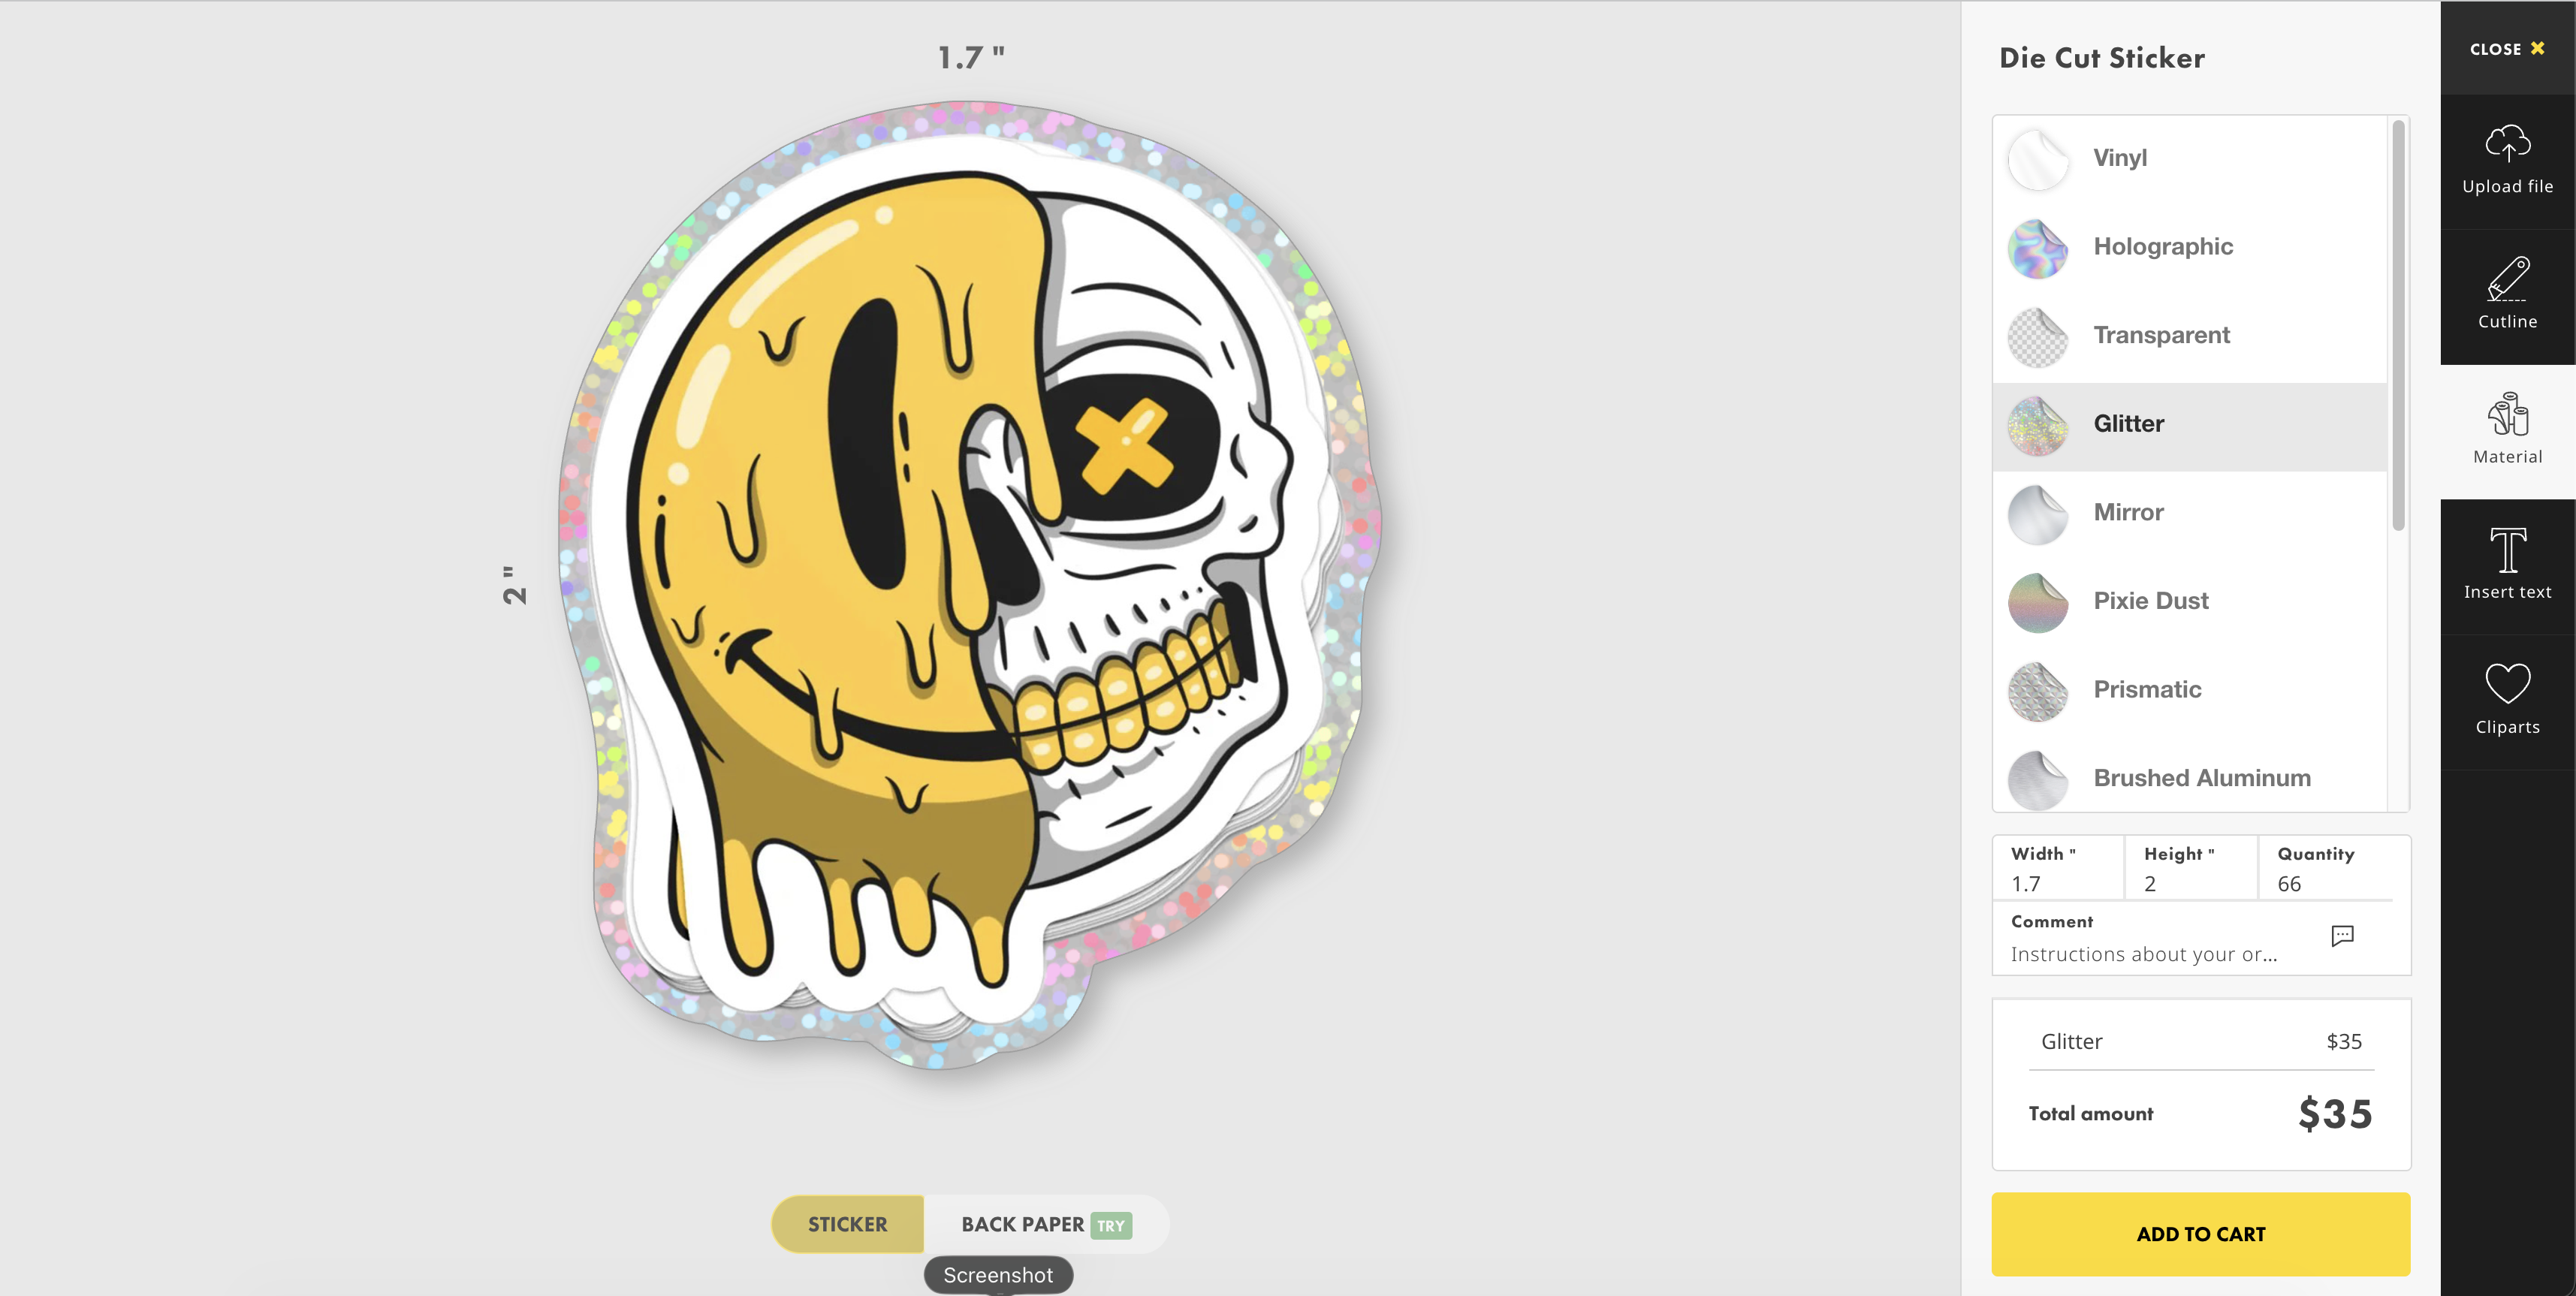 1.7 "
2 "
STICKER
BACK PAPER TRY
Screenshot
Die Cut Sticker
Vinyl
Holographic
Transparent
Glitter
Mirror
Pixie Dust
Prismatic
Brushed Aluminum
Width " Height " Quantity
1.7 2 66
Comment
Instructions about your or...
Glitter $35
Total amount $35
ADD TO CART
CLOSE
Upload file
Cutline
Material
Insert text
Cliparts